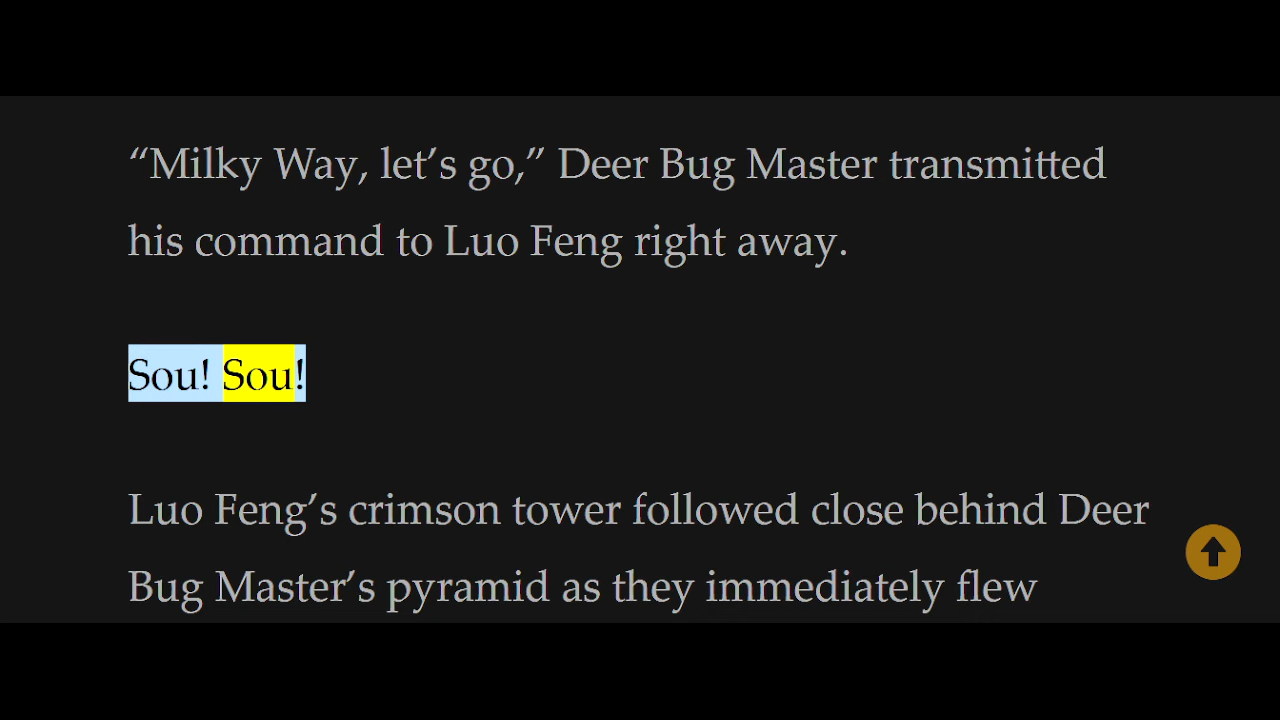 “Milky Way, let’s go,” Deer Bug Master transmitted
his command to Luo Feng right away.
Sou! Sou!
Luo Feng’s crimson tower followed close behind Deer
Bug Master’s pyramid as they immediately flew